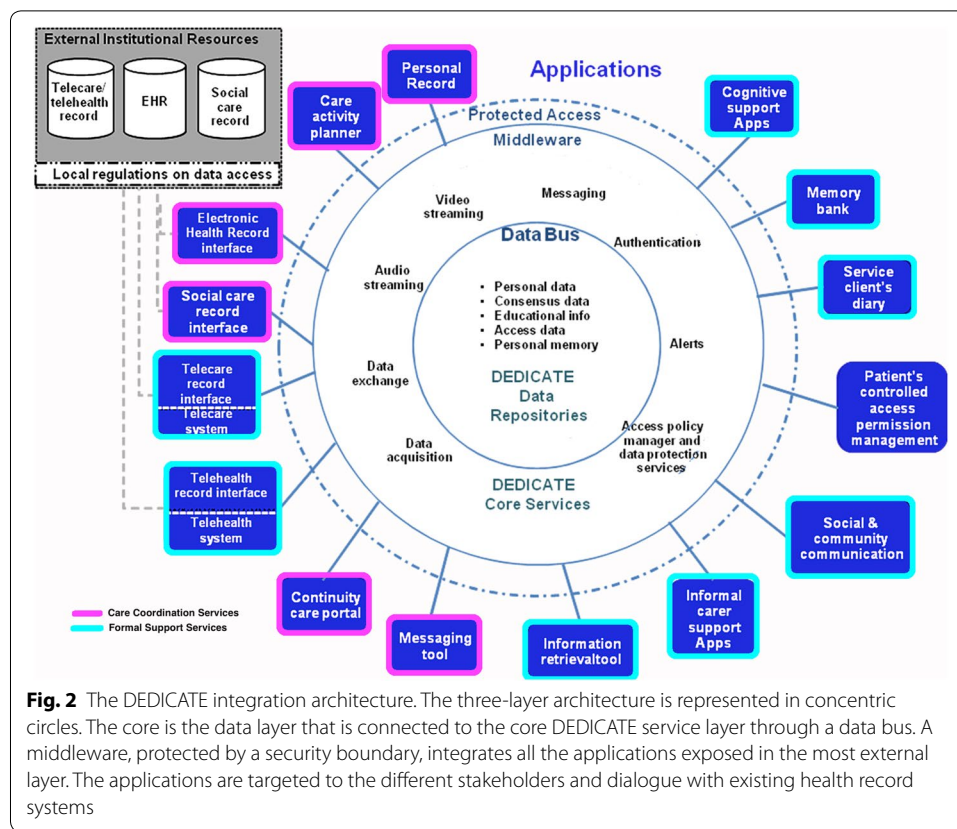 External Institutional Resources
Telecare/
telehealth
record
EHR
Social
care
record
Local regulations on data access
Applications
Personal
Record
Care
activity
planner
Protected Access
Middleware
Cognitive
support
Apps
Memory
bank
Service
client's
diary
Patient's
controlled
access
permission
management
Social &
community
communication
Informal
carer
support
Apps
Information
retrievaltool
Messaging
tool
Continuity
care portal
Telehealth
record interface
Telehealth
system
Telecare
record
interface
Telecare
system
Social care
record
interface
Electronic
Health Record
interface
Video
streaming
Messaging
Authentication
Audio
streaming
Alerts
Data
exchange
Data
acquisition
Access policy
manager and
data protection
services
Data Bus
• Personal data
• Consensus data
• Educational info
• Access data
• Personal memory
DEDICATE
Data
Repositories
DEDICATE
Core Services
Care Coordination Services
Formal Support Services
Fig. 2 The DEDICATE integration architecture. The three-layer architecture is represented in concentric
circles. The core is the data layer that is connected to the core DEDICATE service layer through a data bus. A
middleware, protected by a security boundary, integrates all the applications exposed in the most external
layer. The applications are targeted to the different stakeholders and dialogue with existing health record
systems